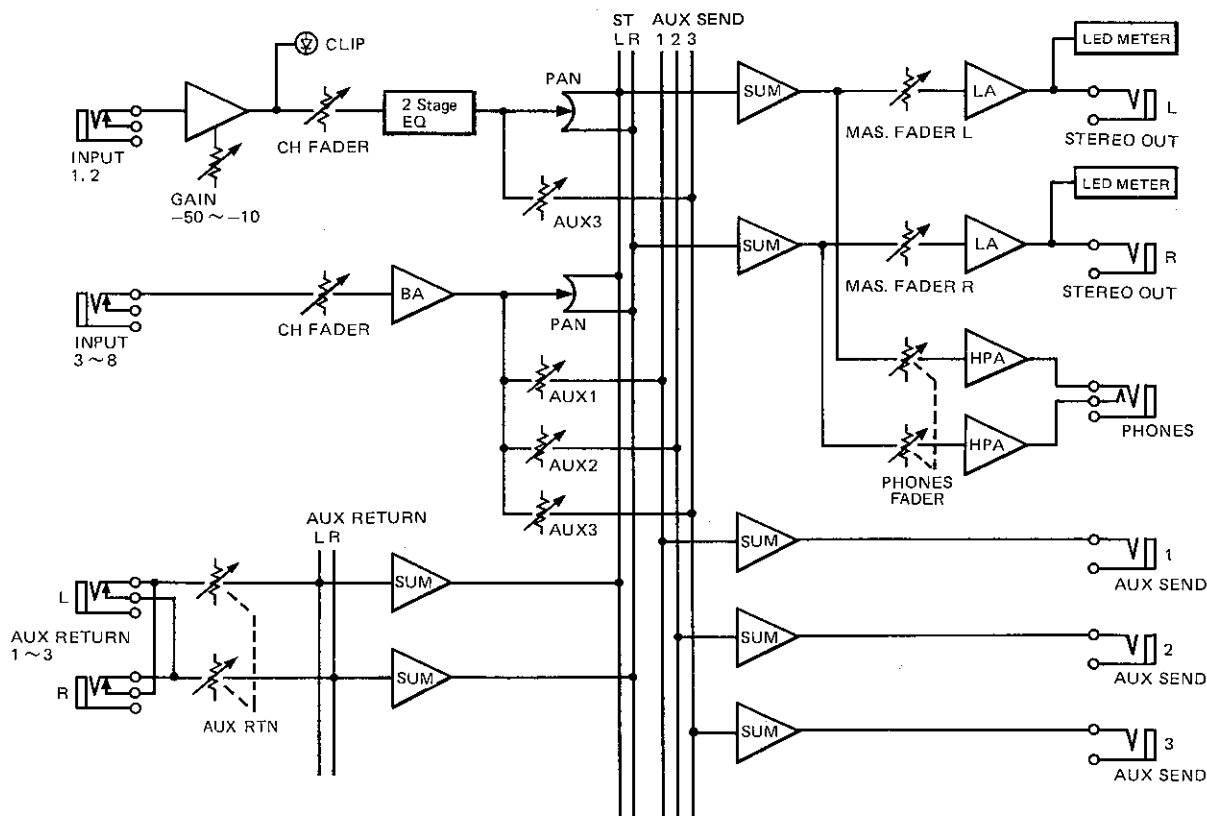 ST AUX SEND
L R 1 2 3
LED METER
CLIP
PAN
2 Stage
EQ
SUM
LA
L
INPUT
1, 2
CH FADER
MAS. FADER L
STEREO OUT
GAIN
−50 ~ −10
AUX3
LED METER
SUM
LA
R
BA
MAS. FADER R
STEREO OUT
INPUT
3 ~ 8
CH FADER
PAN
HPA
AUX1
PHONES
HPA
AUX2
PHONES
FADER
AUX RETURN
L R
AUX3
SUM
1
AUX SEND
L
SUM
AUX RETURN
1 ~ 3
SUM
2
AUX SEND
R
SUM
AUX RTN
SUM
3
AUX SEND